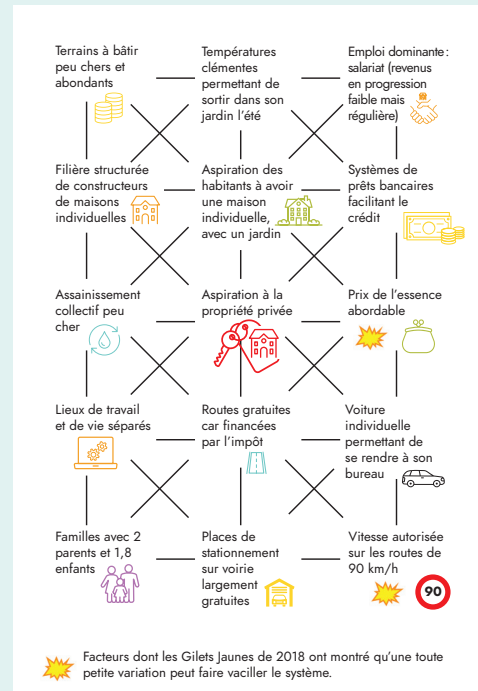 Terrains à bâtir
peu chers et
abondants
Températures
clémentes
permettant de
sortir dans son
jardin l'été
Emploi dominante :
salariat (revenus
en progression
faible mais
régulière)
Filière structurée
de constructeurs
de maisons
individuelles
Aspiration des
habitants à avoir
une maison
individuelle,
avec un jardin
Systèmes de
prêts bancaires
facilitant le
crédit
Assainissement
collectif peu
cher
Aspiration à la
propriété privée
Prix de l'essence
abordable
Lieux de travail
et de vie séparés
Routes gratuites
car financées
par l'impôt
Voiture
individuelle
permettant de
se rendre à son
bureau
Familles avec 2
parents et 1,8
enfants
Places de
stationnement
sur voirie
largement
gratuites
Vitesse autorisée
sur les routes de
90 km/h
90
Facteurs dont les Gilets Jaunes de 2018 ont montré qu'une toute
petite variation peut faire vaciller le système.